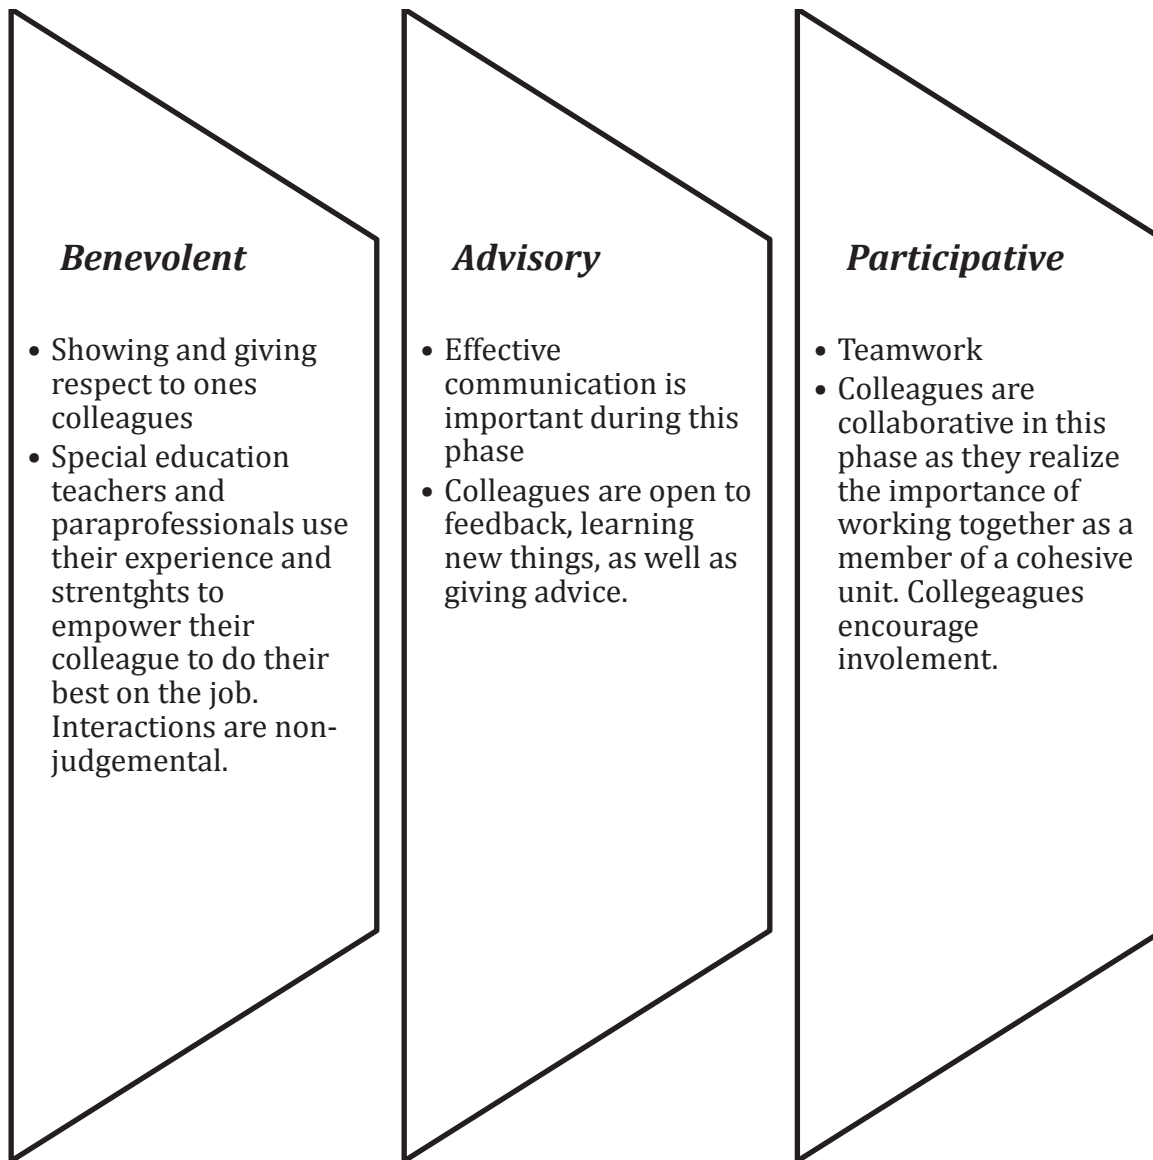 Benevolent
• Showing and giving
respect to ones
colleagues
• Special education
teachers and
paraprofessionals use
their experience and
strentghts to
empower their
colleague to do their
best on the job.
Interactions are non-
judgemental.
Advisory
• Effective
communication is
important during this
phase
• Colleagues are open to
feedback, learning
new things, as well as
giving advice.
Participative
• Teamwork
• Colleagues are
collaborative in this
phase as they realize
the importance of
working together as a
member of a cohesive
unit. Collegeagues
encourage
involement.